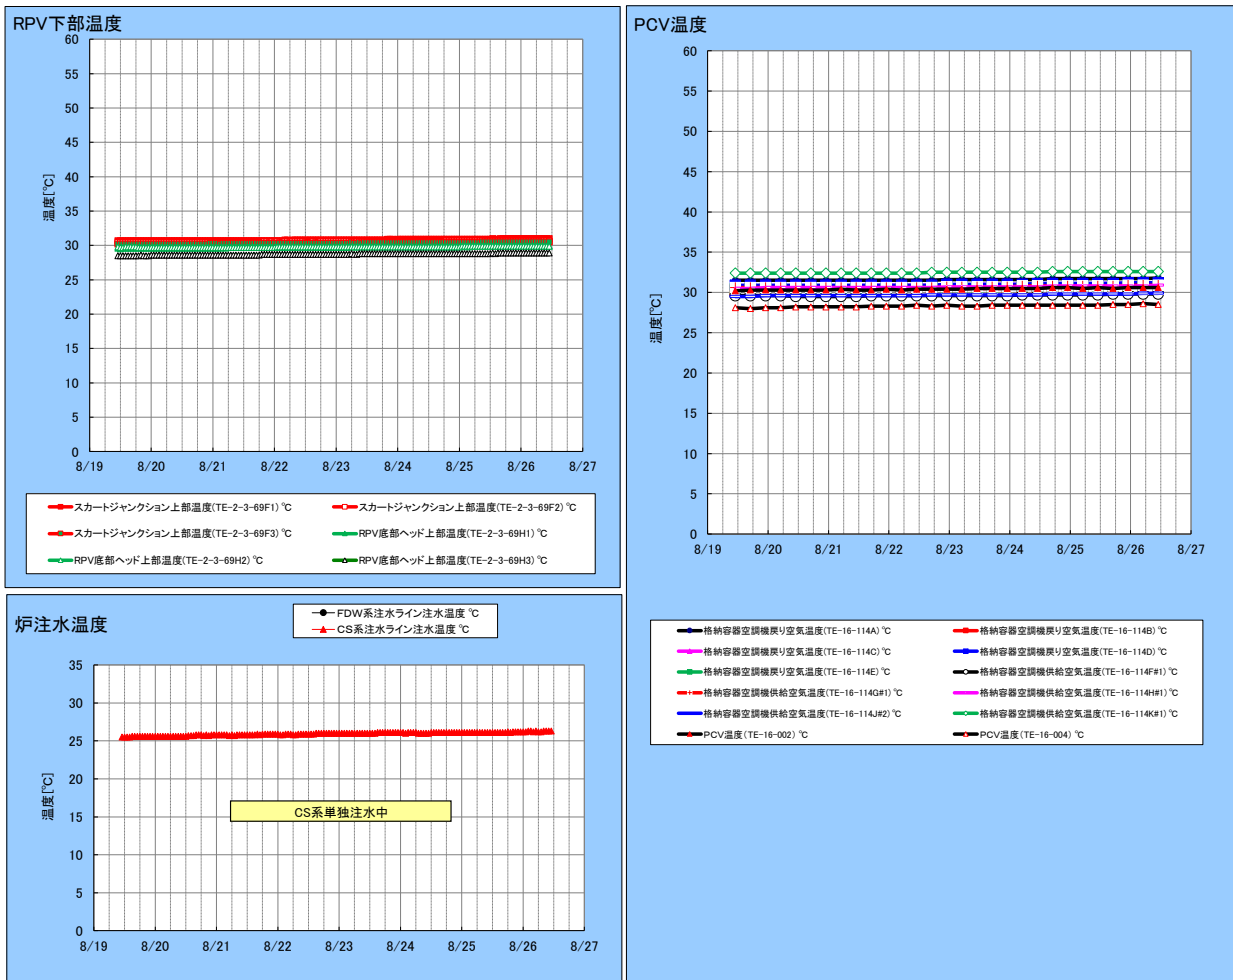 RPV下部温度
60
55
50
45
40
35
30
25
20
15
10
5
0
温度[℃]
8/19 8/20 8/21 8/22 8/23 8/24 8/25 8/26 8/27
スカートジャンクション上部温度(TE-2-3-69F1) ℃ スカートジャンクション上部温度(TE-2-3-69F2) ℃
スカートジャンクション上部温度(TE-2-3-69F3) ℃ RPV底部ヘッド上部温度(TE-2-3-69H1) ℃
RPV底部ヘッド上部温度(TE-2-3-69H2) ℃ RPV底部ヘッド上部温度(TE-2-3-69H3) ℃
炉注水温度
FDW系注水ライン注水温度 ℃
CS系注水ライン注水温度 ℃
35
30
25
20
15
10
5
0
温度[℃]
CS系単独注水中
8/19 8/20 8/21 8/22 8/23 8/24 8/25 8/26 8/27
PCV温度
60
55
50
45
40
35
30
25
20
15
10
5
0
温度[℃]
8/19 8/20 8/21 8/22 8/23 8/24 8/25 8/26 8/27
格納容器空調機戻り空気温度(TE-16-114A) ℃ 格納容器空調機戻り空気温度(TE-16-114B) ℃
格納容器空調機戻り空気温度(TE-16-114C) ℃ 格納容器空調機戻り空気温度(TE-16-114D) ℃
格納容器空調機戻り空気温度(TE-16-114E) ℃ 格納容器空調機供給空気温度(TE-16-114F#1) ℃
格納容器空調機供給空気温度(TE-16-114G#1) ℃ 格納容器空調機供給空気温度(TE-16-114H#1) ℃
格納容器空調機供給空気温度(TE-16-114J#2) ℃ 格納容器空調機供給空気温度(TE-16-114K#1) ℃
PCV温度(TE-16-002) ℃ PCV温度(TE-16-004) ℃